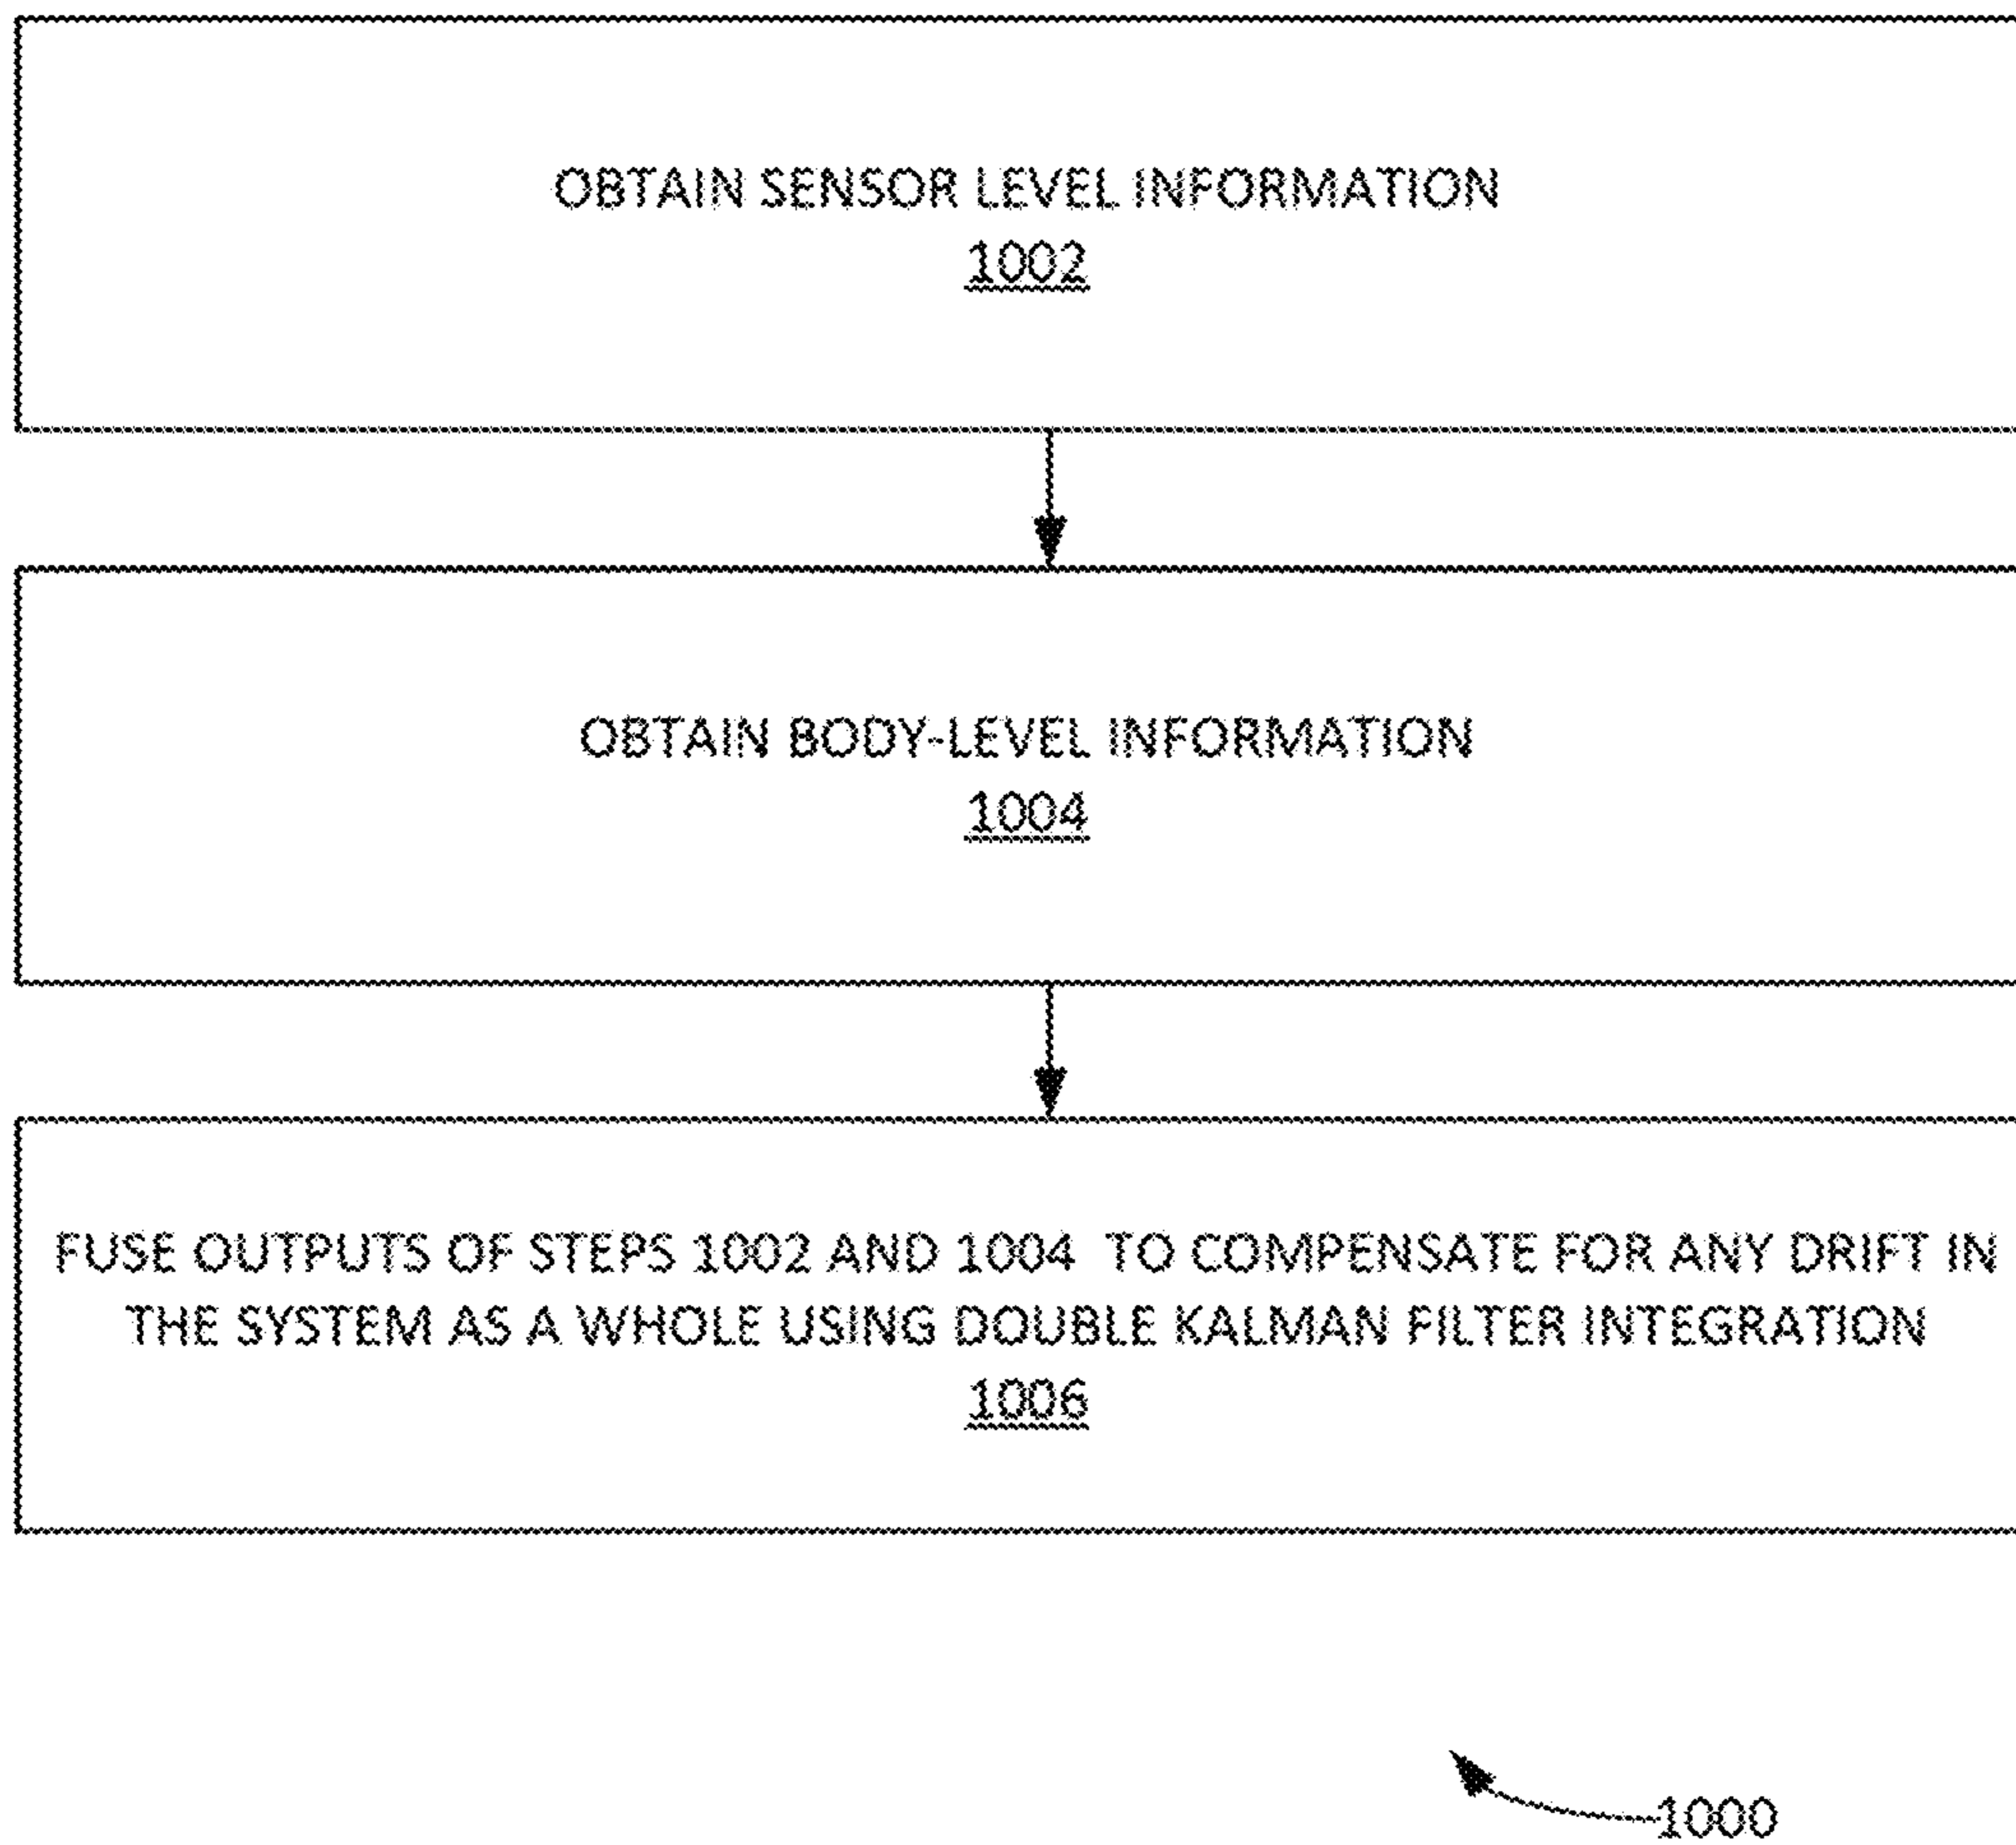 OBTAIN SENSOR LEVEL INFORMATION
1002
OBTAIN BODY-LEVEL INFORMATION
1004
FUSE OUTPUTS OF STEPS 1002 AND 1004 TO COMPENSATE FOR ANY DRIFT IN
THE SYSTEM AS A WHOLE USING DOUBLE KALMAN FILTER INTEGRATION
1006
1000